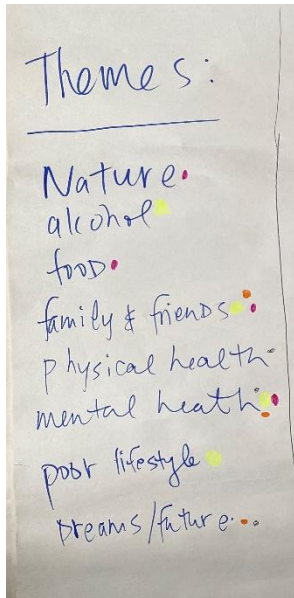 Themes:
Nature
alcohol
food
family & friends
physical health
mental heath
poor lifestyle
Dreams/future